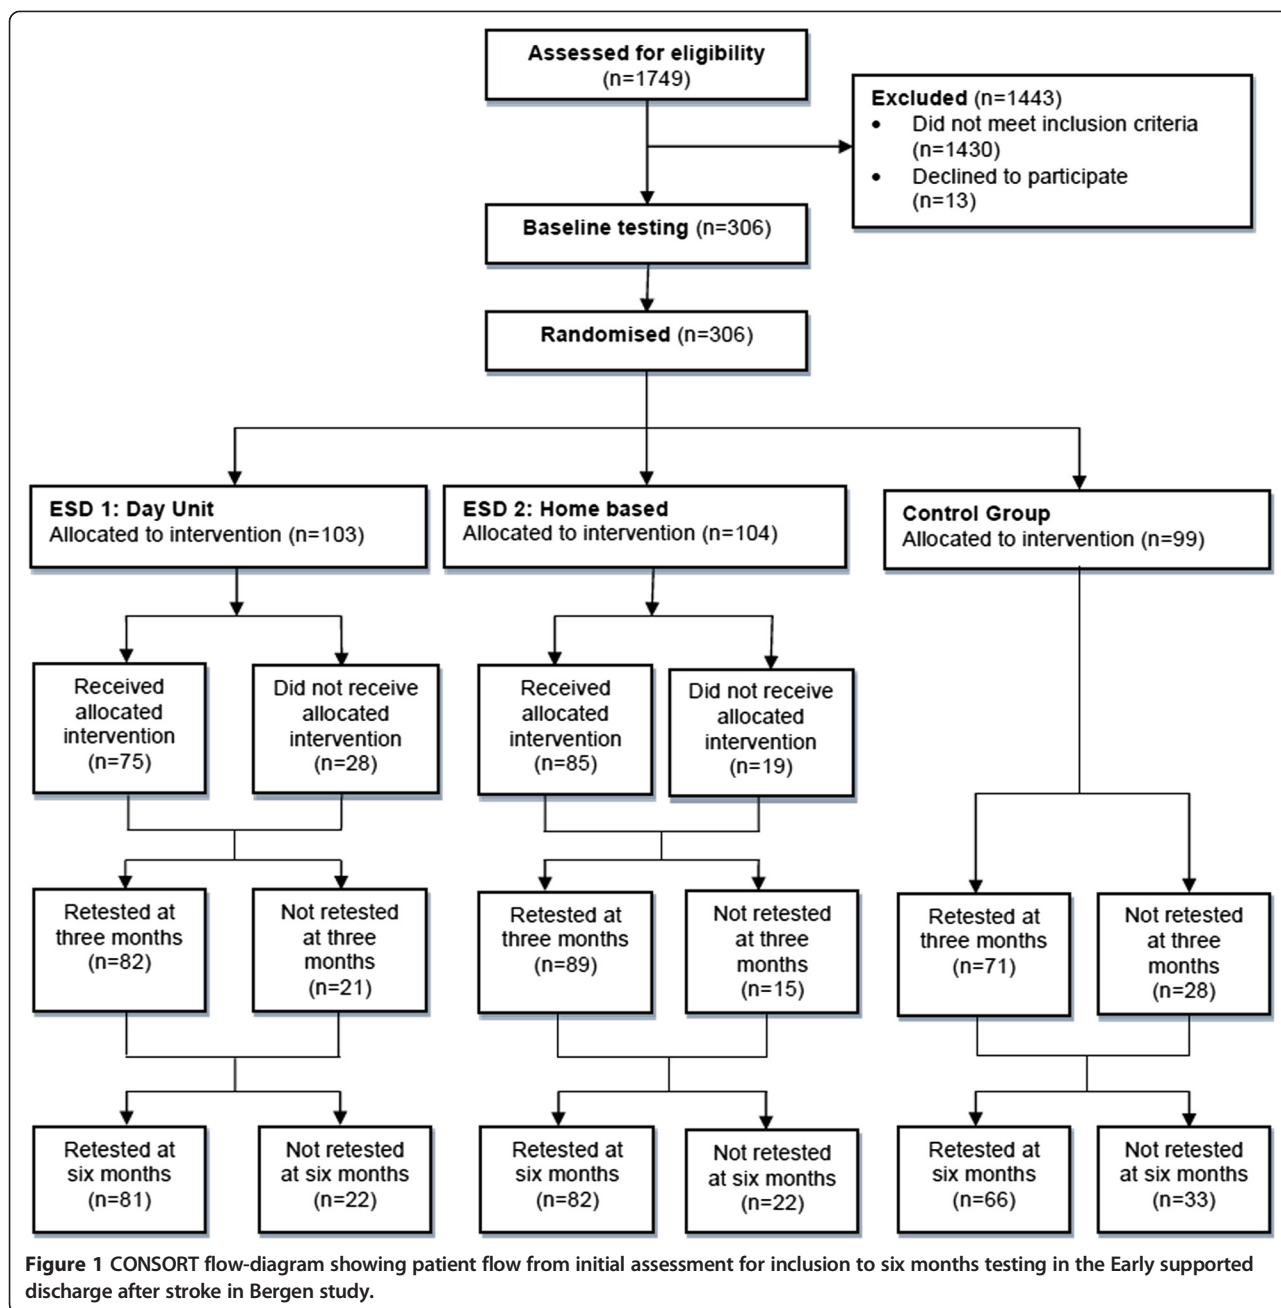 Assessed for eligibility
(n=1749)
Excluded (n=1443)
• Did not meet inclusion criteria
(n=1430)
• Declined to participate
(n=13)
Baseline testing (n=306)
Randomised (n=306)
ESD 1: Day Unit
Allocated to intervention (n=103)
ESD 2: Home based
Allocated to intervention (n=104)
Control Group
Allocated to intervention (n=99)
Received
allocated
intervention
(n=75)
Did not receive
allocated
intervention
(n=28)
Received
allocated
intervention
(n=85)
Did not receive
allocated
intervention
(n=19)
Retested at
three months
(n=82)
Not retested
at three
months
(n=21)
Retested at
three months
(n=89)
Not retested
at three
months
(n=15)
Retested at
three months
(n=71)
Not retested
at three
months
(n=28)
Retested at
six months
(n=81)
Not retested
at six months
(n=22)
Retested at
six months
(n=82)
Not retested
at six months
(n=22)
Retested at
six months
(n=66)
Not retested
at six months
(n=33)
Figure 1 CONSORT flow-diagram showing patient flow from initial assessment for inclusion to six months testing in the Early supported
discharge after stroke in Bergen study.